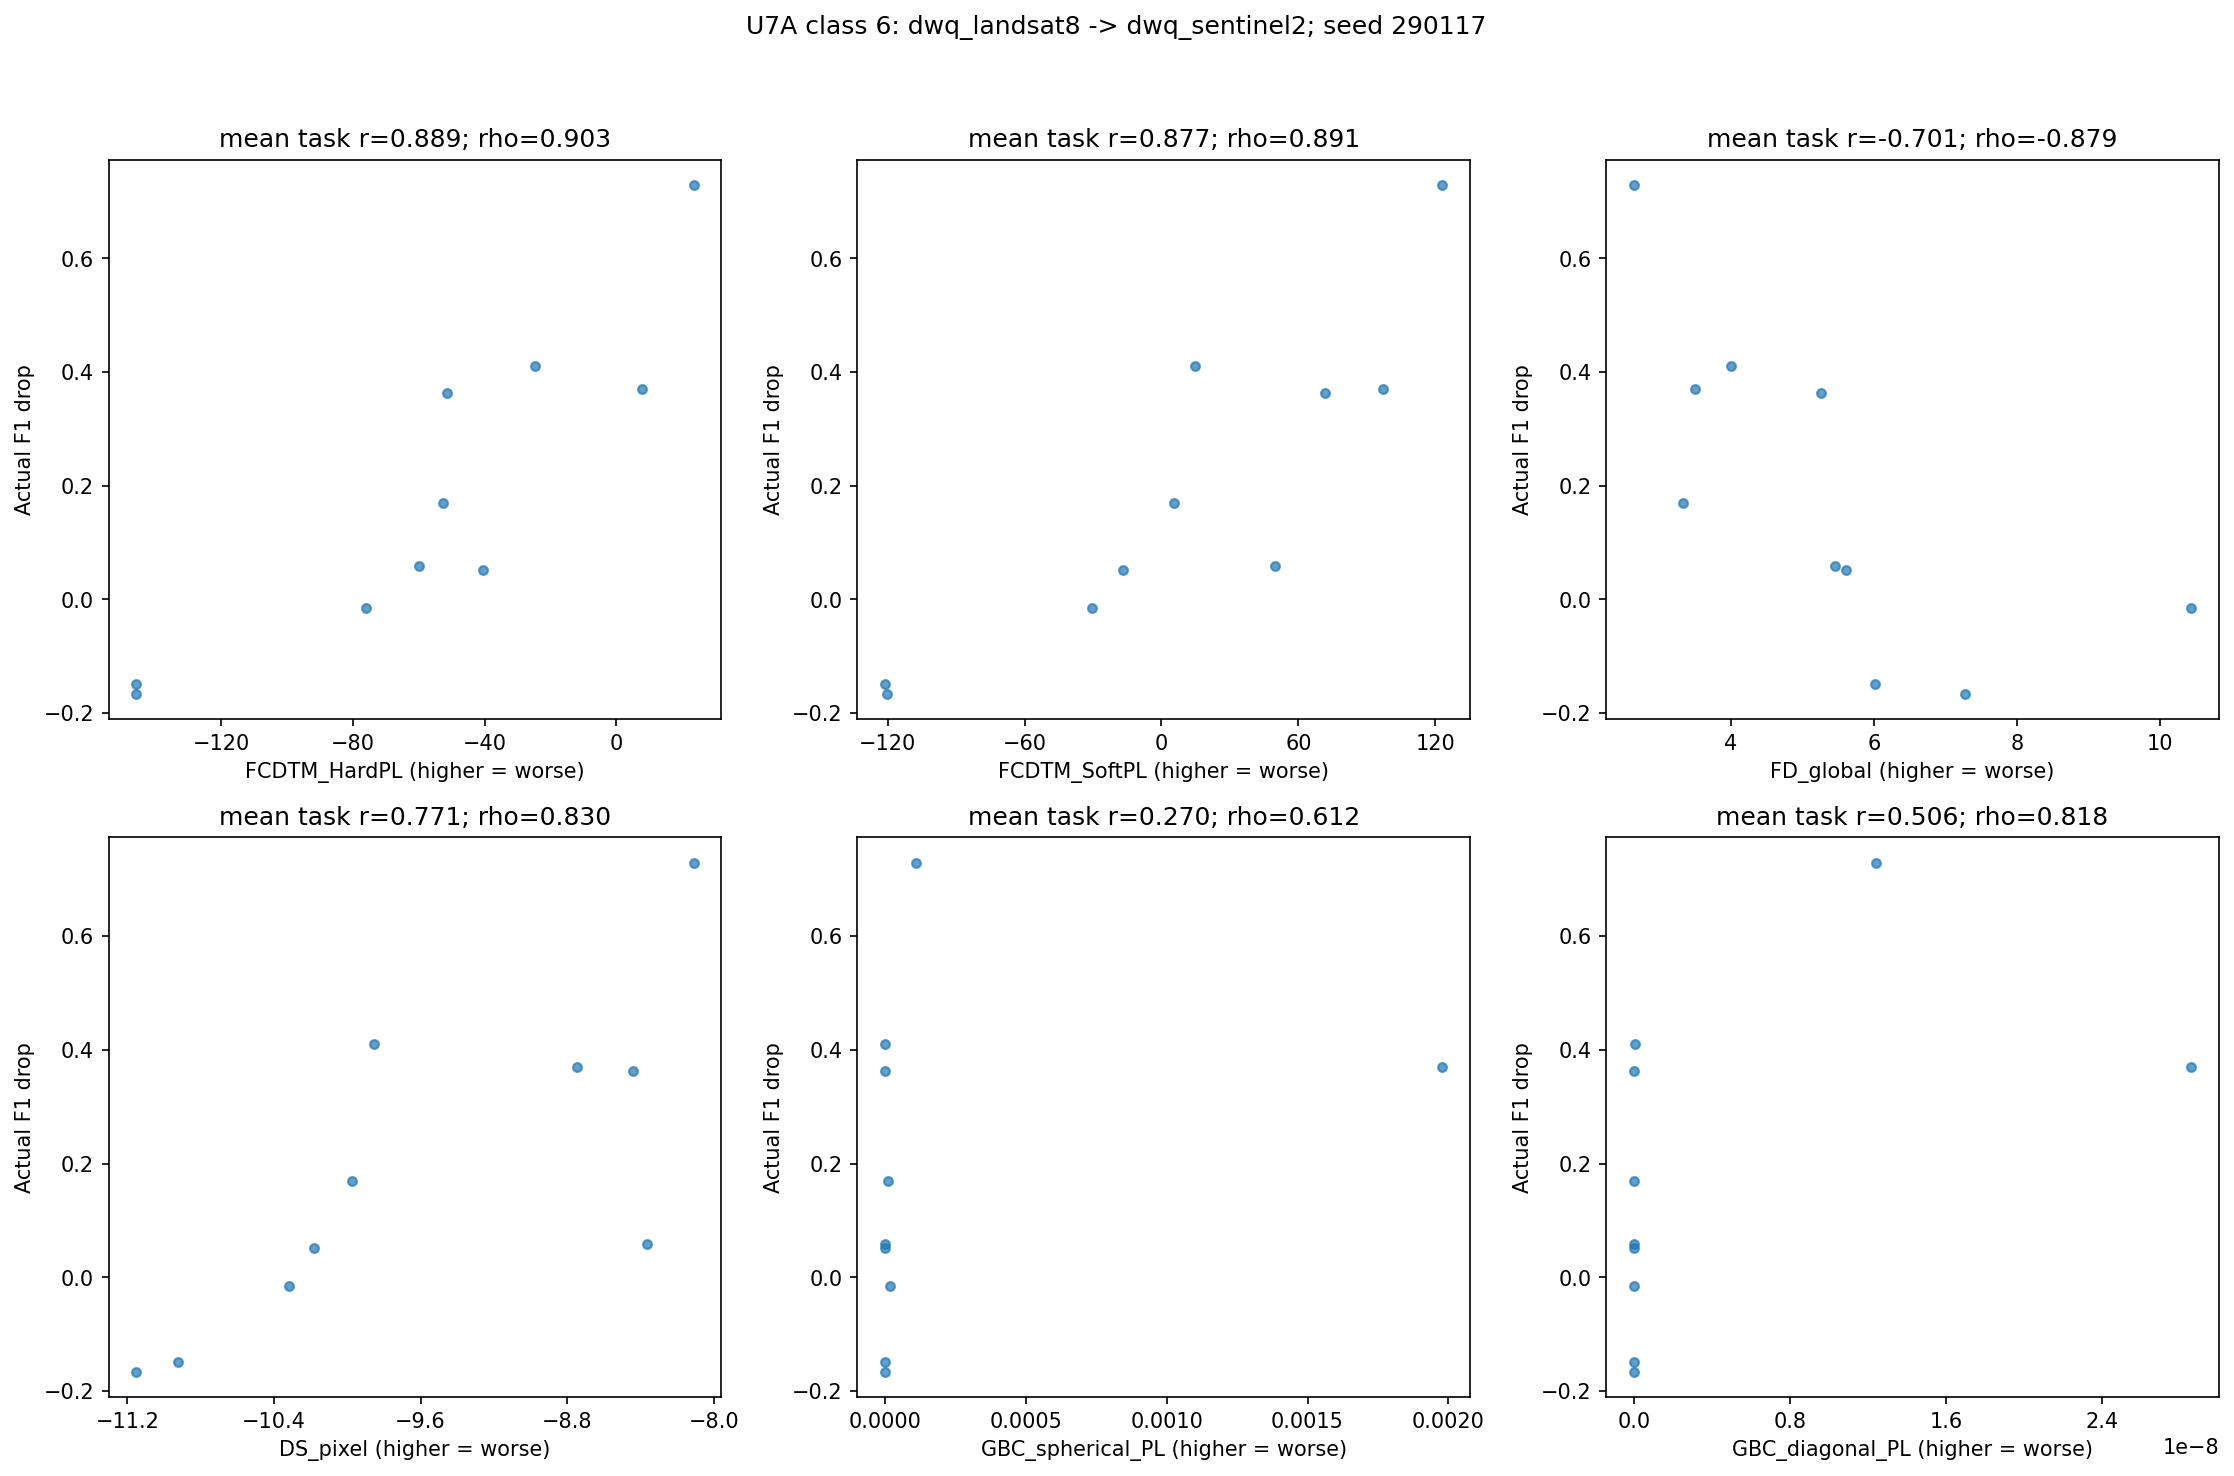 U7A class 6: dwq_landsat8 -> dwq_sentinel2; seed 290117
mean task r=0.889; rho=0.903
Actual F1 drop
0.6
0.4
0.2
0.0
−0.2
−120
−80
−40
0
FCDTM_HardPL (higher = worse)
mean task r=0.877; rho=0.891
Actual F1 drop
0.6
0.4
0.2
0.0
−0.2
−120
−60
0
60
120
FCDTM_SoftPL (higher = worse)
mean task r=-0.701; rho=-0.879
Actual F1 drop
0.6
0.4
0.2
0.0
−0.2
4
6
8
10
FD_global (higher = worse)
mean task r=0.771; rho=0.830
Actual F1 drop
0.6
0.4
0.2
0.0
−0.2
−11.2
−10.4
−9.6
−8.8
−8.0
DS_pixel (higher = worse)
mean task r=0.270; rho=0.612
Actual F1 drop
0.6
0.4
0.2
0.0
−0.2
0.0000
0.0005
0.0010
0.0015
0.0020
GBC_spherical_PL (higher = worse)
mean task r=0.506; rho=0.818
Actual F1 drop
0.6
0.4
0.2
0.0
−0.2
0.0
0.8
1.6
2.4
1e−8
GBC_diagonal_PL (higher = worse)